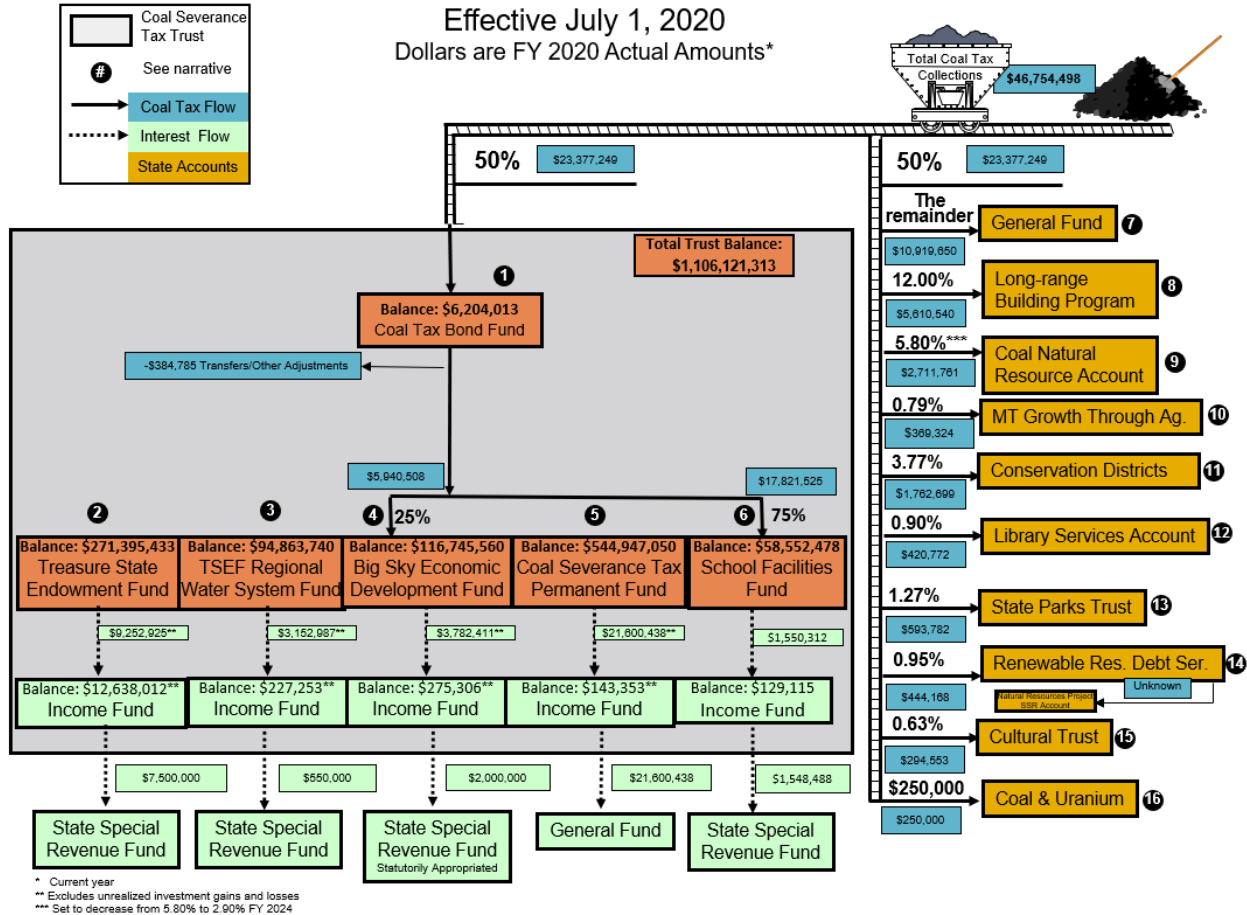 Effective July 1, 2020
Dollars are FY 2020 Actual Amounts*
Coal Severance
Tax Trust
# See narrative
Coal Tax Flow
Interest Flow
State Accounts
Total Coal Tax
Collections
$46,754,498
50% $23,377,249
50% $23,377,249
Total Trust Balance:
$1,106,121,313
1
Balance: $6,204,013
Coal Tax Bond Fund
-$384,785 Transfers/Other Adjustments
$5,940,508
$17,821,525
2
3
4 25%
5
6 75%
Balance: $271,395,433
Treasure State
Endowment Fund
Balance: $94,863,740
TSEF Regional
Water System Fund
Balance: $116,745,560
Big Sky Economic
Development Fund
Balance: $544,947,050
Coal Severance Tax
Permanent Fund
Balance: $58,552,478
School Facilities
Fund
$9,252,925**
$3,152,987**
$3,782,411**
$21,600,438**
$1,550,312
Balance: $12,638,012**
Income Fund
Balance: $227,253**
Income Fund
Balance: $275,306**
Income Fund
Balance: $143,353**
Income Fund
Balance: $129,115
Income Fund
$7,500,000
$550,000
$2,000,000
$21,600,438
$1,548,488
State Special
Revenue Fund
State Special
Revenue Fund
State Special
Revenue Fund
Statutorily Appropriated
General Fund
State Special
Revenue Fund
The
remainder
General Fund 7
$10,919,650
12.00%
Long-range
Building Program 8
$5,610,540
5.80%***
Coal Natural
Resource Account 9
$2,711,761
0.79%
MT Growth Through Ag. 10
$369,324
3.77%
Conservation Districts 11
$1,762,699
0.90%
Library Services Account 12
$420,772
1.27%
State Parks Trust 13
$593,782
0.95%
Renewable Res. Debt Ser. 14
$444,168
Unknown
Natural Resources Project
SSR Account
0.63%
Cultural Trust 15
$294,553
$250,000
Coal & Uranium 16
$250,000
* Current year
** Excludes unrealized investment gains and losses
*** Set to decrease from 5.80% to 2.90% FY 2024